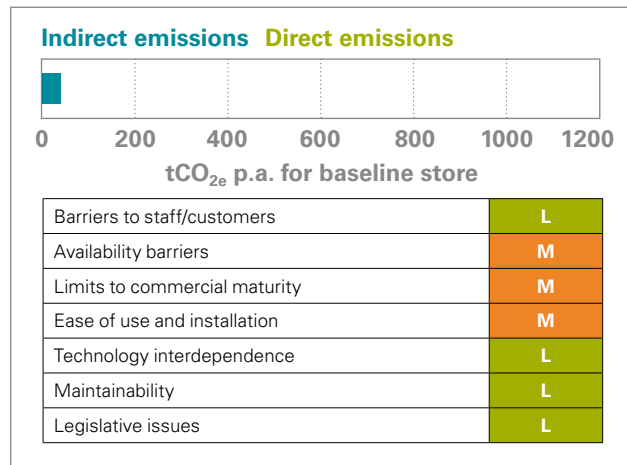 Indirect emissions Direct emissions
0 200 400 600 800 1000 1200
tCO2e p.a. for baseline store
Barriers to staff/customers L
Availability barriers M
Limits to commercial maturity M
Ease of use and installation M
Technology interdependence L
Maintainability L
Legislative issues L